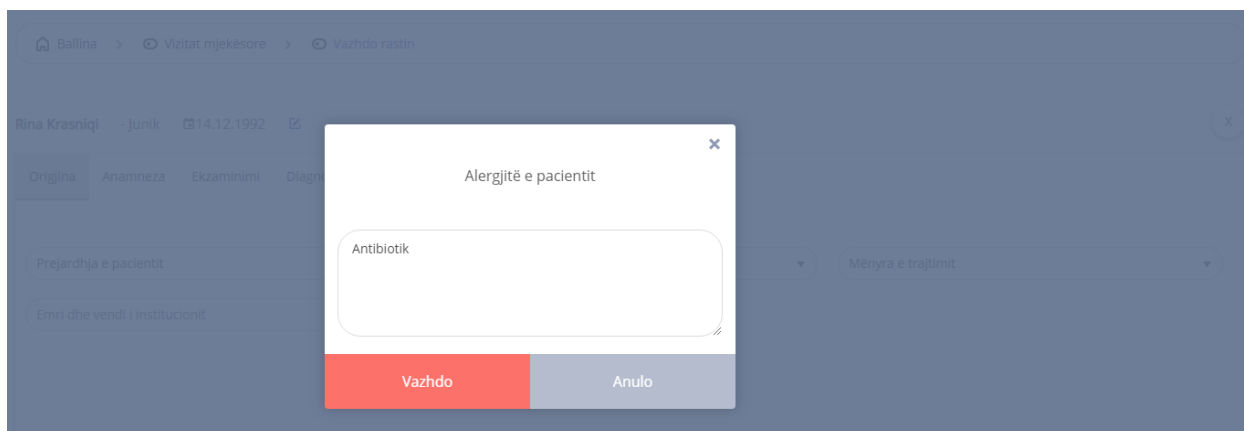 Ballina > Vizitat mjekësore > Vazhdo rastin
Rina Krasniqi - Junik 14.12.1992
X
Origjina Anamneza Ekzaminimi
Alergjitë e pacientit
Antibiotik
Prejardhja e pacientit Mënyra e trajtimit
Emri dhe vendi i institucionit
Vazhdo Anulo